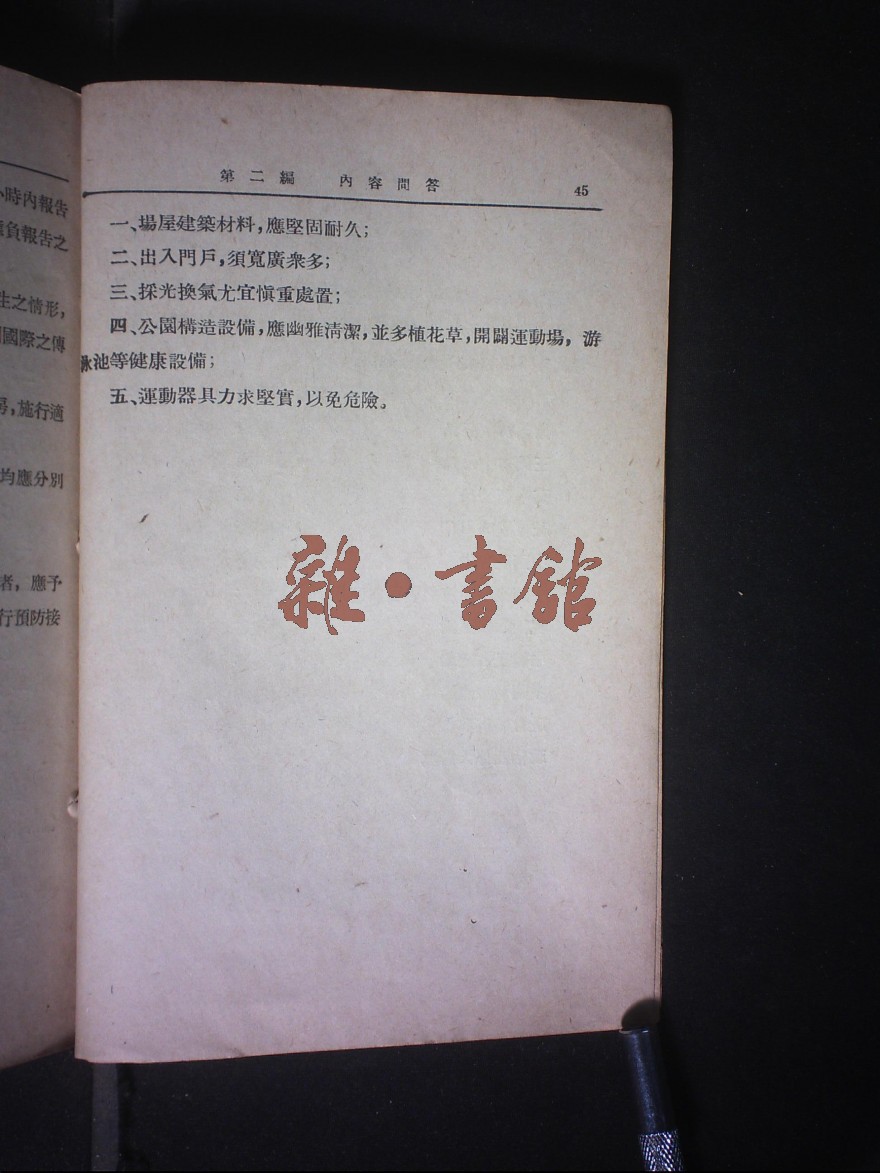 小時內報告
負報告之
生之情形,
國際之傳
施行適
均應分別
者, 應予
行預防接
第二編 內容問答 45
一、場屋建築材料,應堅固耐久;
二、出入門戶,須寬廣衆多;
三、採光換氣尤宜愼重處置;
四、公園構造設備,應幽雅淸潔,並多植花草,開闢運動場, 游
泳池等健康設備;
五、運動器具力求堅實,以免危險。
雜·書館